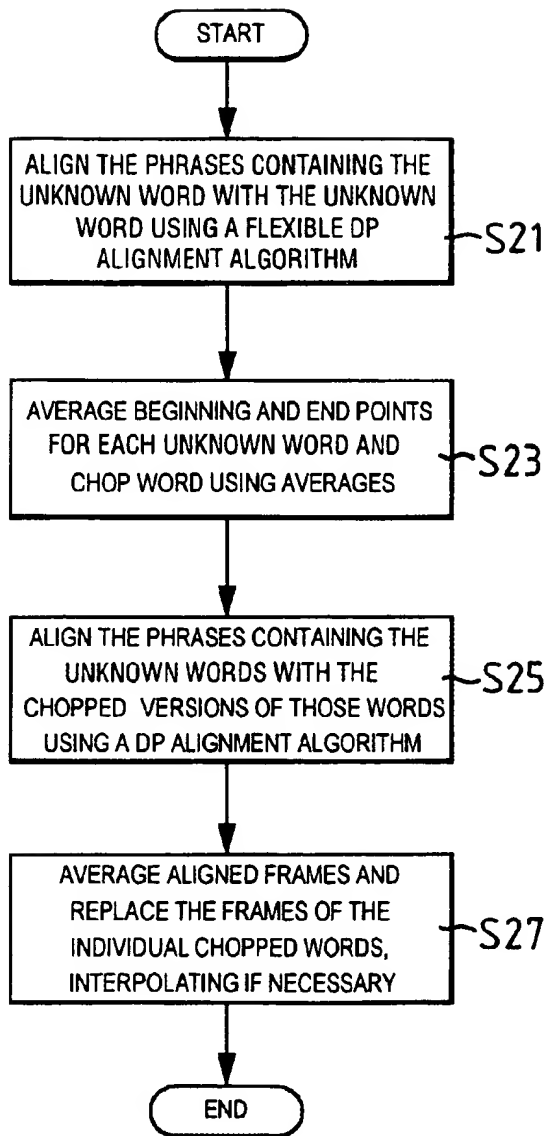 START
ALIGN THE PHRASES CONTAINING THE
UNKNOWN WORD WITH THE UNKNOWN
WORD USING A FLEXIBLE DP
ALIGNMENT ALGORITHM
S21
AVERAGE BEGINNING AND END POINTS
FOR EACH UNKNOWN WORD AND
CHOP WORD USING AVERAGES
S23
ALIGN THE PHRASES CONTAINING THE
UNKNOWN WORDS WITH THE
CHOPPED VERSIONS OF THOSE WORDS
USING A DP ALIGNMENT ALGORITHM
S25
AVERAGE ALIGNED FRAMES AND
REPLACE THE FRAMES OF THE
INDIVIDUAL CHOPPED WORDS,
INTERPOLATING IF NECESSARY
S27
END